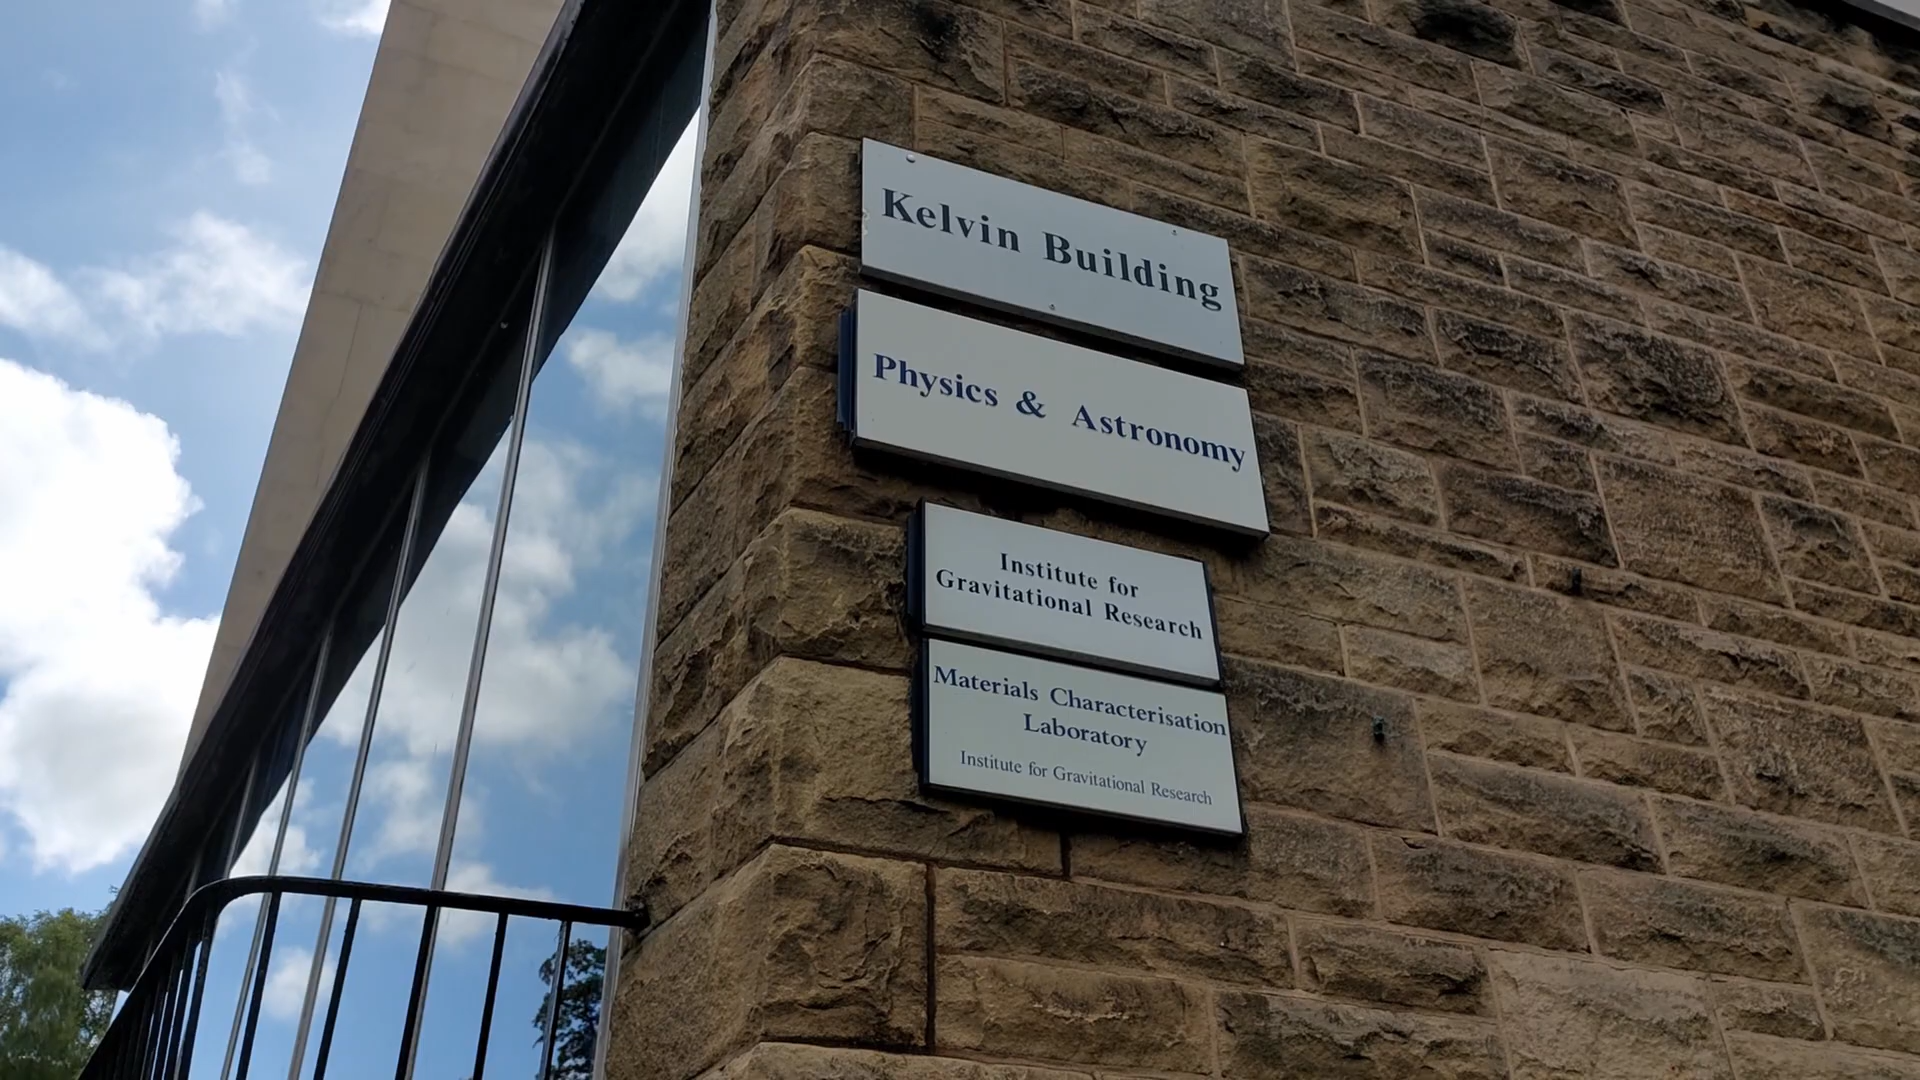 Kelvin Building
Physics & Astronomy
Institute for
Gravitational Research
Materials Characterisation
Laboratory
Institute for Gravitational Research